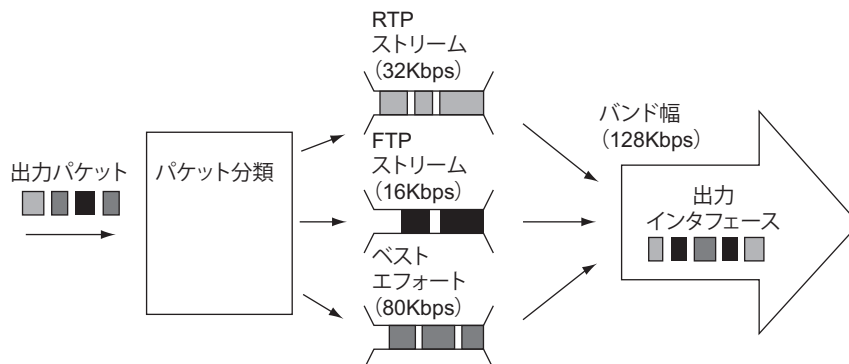 出力パケット
パケット分類
RTP
ストリーム
(32Kbps)
FTP
ストリーム
(16Kbps)
ベスト
エフォート
(80Kbps)
バンド幅
(128Kbps)
出力
インタフェース